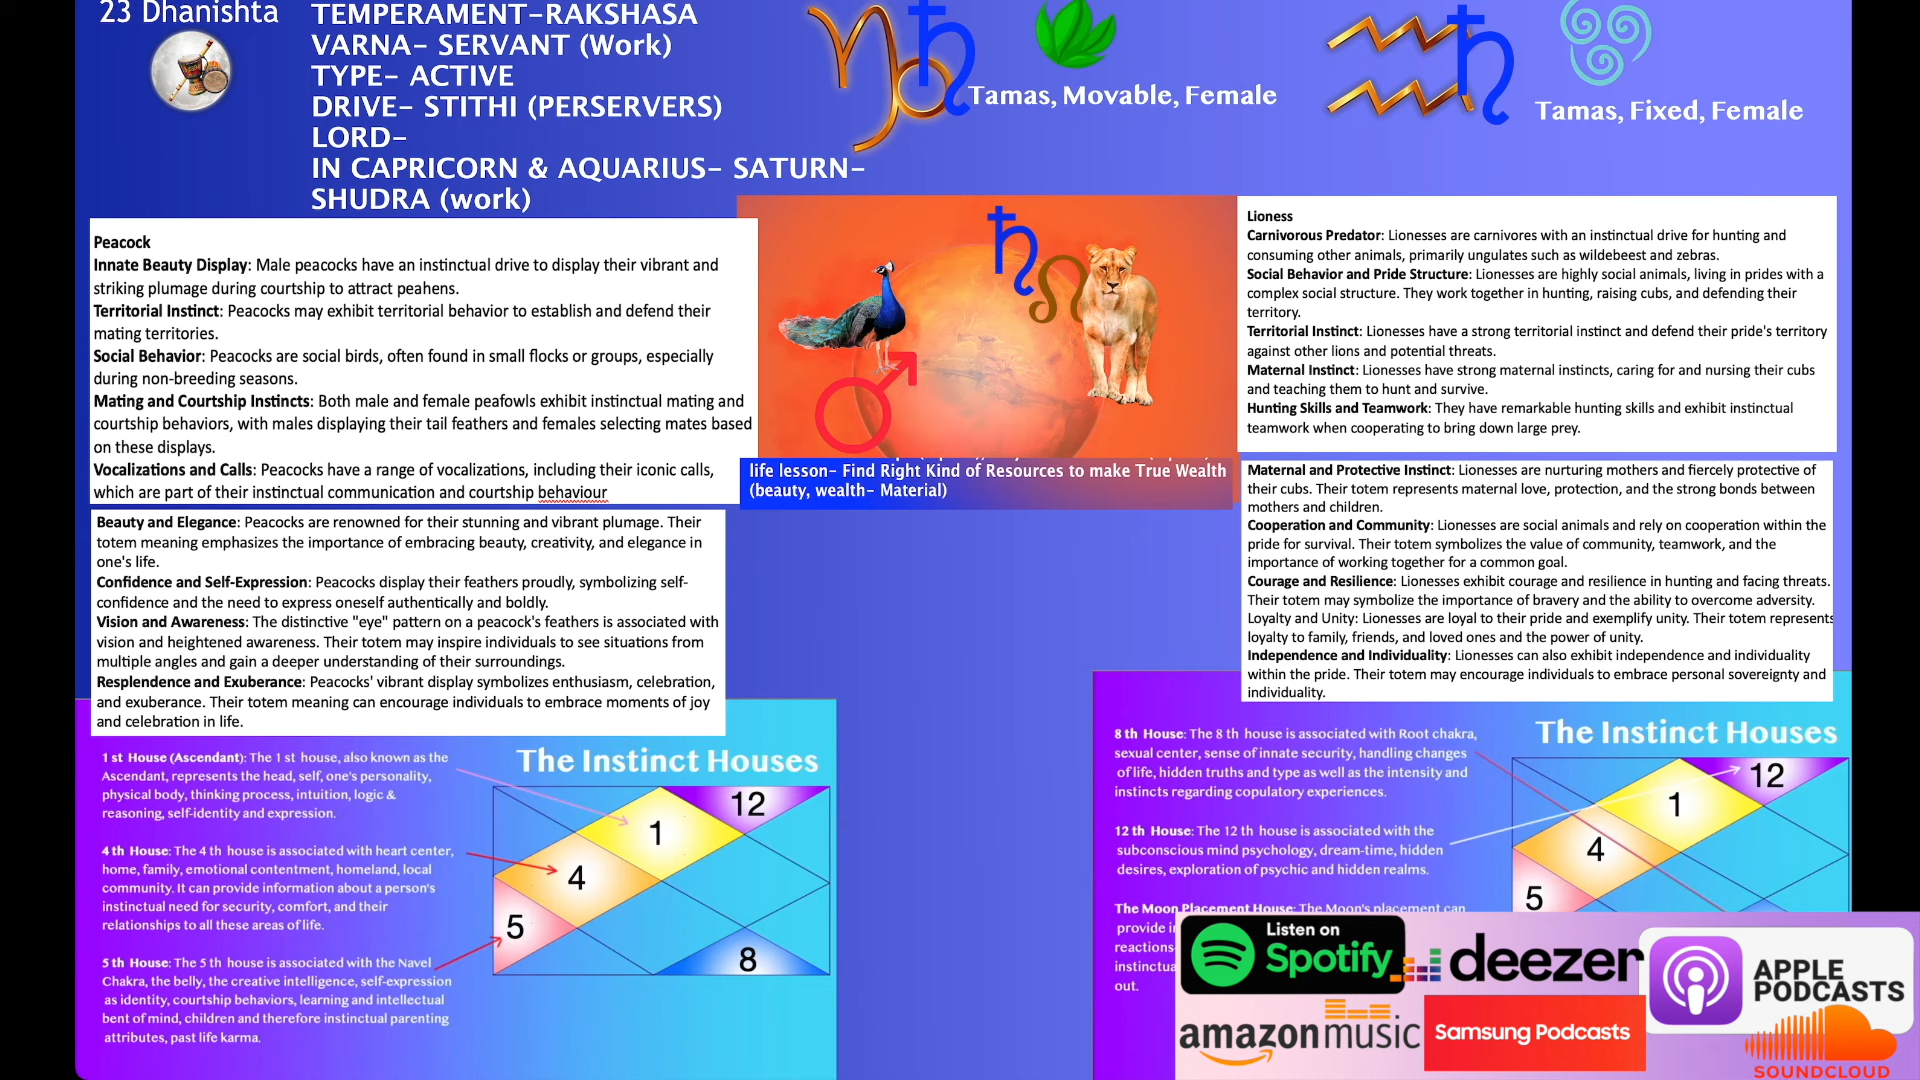 23 Dhanishta
TEMPERAMENT-RAKSHASA
VARNA- SERVANT (Work)
TYPE- ACTIVE
DRIVE- STITHI (PERSERVERS)
LORD-
IN CAPRICORN & AQUARIUS- SATURN-
SHUDRA (work)
Tamas, Movable, Female
Tamas, Fixed, Female
Peacock
Innate Beauty Display: Male peacocks have an instinctual drive to display their vibrant and
striking plumage during courtship to attract peahens.
Territorial Instinct: Peacocks may exhibit territorial behavior to establish and defend their
mating territories.
Social Behavior: Peacocks are social birds, often found in small flocks or groups, especially
during non-breeding seasons.
Mating and Courtship Instincts: Both male and female peafowls exhibit instinctual mating and
courtship behaviors, with males displaying their tail feathers and females selecting mates based
on these displays.
Vocalizations and Calls: Peacocks have a range of vocalizations, including their iconic calls,
which are part of their instinctual communication and courtship behaviour
Beauty and Elegance: Peacocks are renowned for their stunning and vibrant plumage. Their
totem meaning emphasizes the importance of embracing beauty, creativity, and elegance in
one's life.
Confidence and Self-Expression: Peacocks display their feathers proudly, symbolizing self-
confidence and the need to express oneself authentically and boldly.
Vision and Awareness: The distinctive "eye" pattern on a peacock's feathers is associated with
vision and heightened awareness. Their totem may inspire individuals to see situations from
multiple angles and gain a deeper understanding of their surroundings.
Resplendence and Exuberance: Peacocks' vibrant display symbolizes enthusiasm, celebration,
and exuberance. Their totem meaning can encourage individuals to embrace moments of joy
and celebration in life.
life lesson- Find Right Kind of Resources to make True Wealth
(beauty, wealth- Material)
Lioness
Carnivorous Predator: Lionesses are carnivores with an instinctual drive for hunting and
consuming other animals, primarily ungulates such as wildebeest and zebras.
Social Behavior and Pride Structure: Lionesses are highly social animals, living in prides with a
complex social structure. They work together in hunting, raising cubs, and defending their
territory.
Territorial Instinct: Lionesses have a strong territorial instinct and defend their pride's territory
against other lions and potential threats.
Maternal Instinct: Lionesses have strong maternal instincts, caring for and nursing their cubs
and teaching them to hunt and survive.
Hunting Skills and Teamwork: They have remarkable hunting skills and exhibit instinctual
teamwork when cooperating to bring down large prey.
Maternal and Protective Instinct: Lionesses are nurturing mothers and fiercely protective of
their cubs. Their totem represents maternal love, protection, and the strong bonds between
mothers and children.
Cooperation and Community: Lionesses are social animals and rely on cooperation within the
pride for survival. Their totem symbolizes the value of community, teamwork, and the
importance of working together for a common goal.
Courage and Resilience: Lionesses exhibit courage and resilience in hunting and facing threats.
Their totem may symbolize the importance of bravery and the ability to overcome adversity.
Loyalty and Unity: Lionesses are loyal to their pride and exemplify unity. Their totem represents
loyalty to family, friends, and loved ones and the power of unity.
Independence and Individuality: Lionesses can also exhibit independence and individuality
within the pride. Their totem may encourage individuals to embrace personal sovereignty and
individuality.
1 st House (Ascendant): The 1 st house, also known as the
Ascendant, represents the head, self, one's personality,
physical body, thinking process, intuition, logic &
reasoning, self-identity and expression.
4 th House: The 4 th house is associated with heart center,
home, family, emotional contentment, homeland, local
community. It can provide information about a person's
instinctual need for security, comfort, and their
relationships to all these areas of life.
5 th House: The 5 th house is associated with the Navel
Chakra, the belly, the creative intelligence, self-expression
as identity, courtship behaviors, learning and intellectual
bent of mind, children and therefore instinctual parenting
attributes, past life karma.
The Instinct Houses
12
1
4
5
8
8 th House: The 8 th house is associated with Root chakra,
sexual center, sense of innate security, handling changes
of life, hidden truths and type as well as the intensity and
instincts regarding copulatory experiences.
12 th House: The 12 th house is associated with the
subconscious mind psychology, dream-time, hidden
desires, exploration of psychic and hidden realms.
The Moon Placement House: The Moon's placement can
provide
reactions-
out.
The Instinct Houses
12
1
4
5
Listen on
Spotify
deezer
APPLE
PODCASTS
amazon music
Samsung Podcasts
SOUNDCLOUD